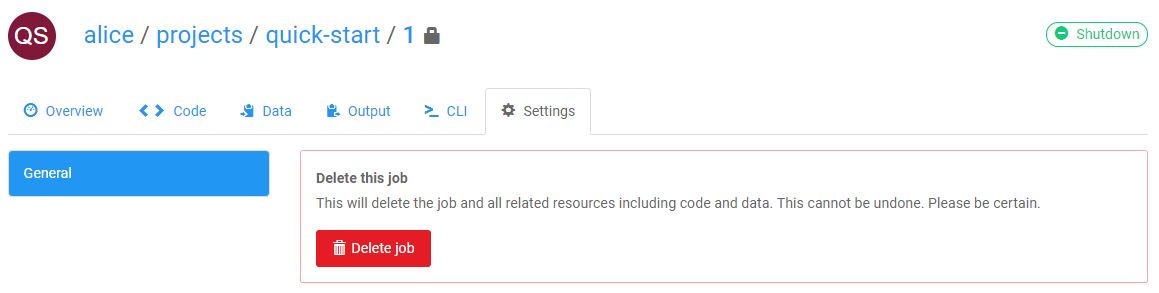 QS alice / projects / quick-start / 1 Shutdown
Overview Code Data Output CLI Settings
General
Delete this job
This will delete the job and all related resources including code and data. This cannot be undone. Please be certain.
Delete job